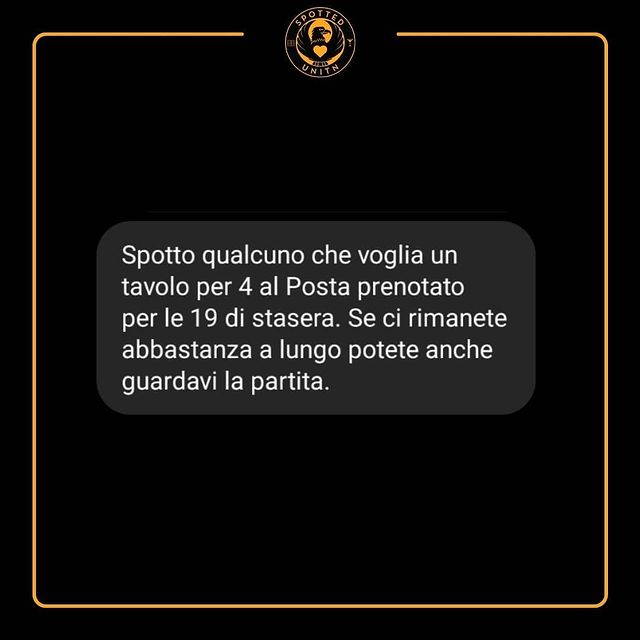 SPOTTED
UNITN
Spotto qualcuno che voglia un
tavolo per 4 al Posta prenotato
per le 19 di stasera. Se ci rimanete
abbastanza a lungo potete anche
guardavi la partita.